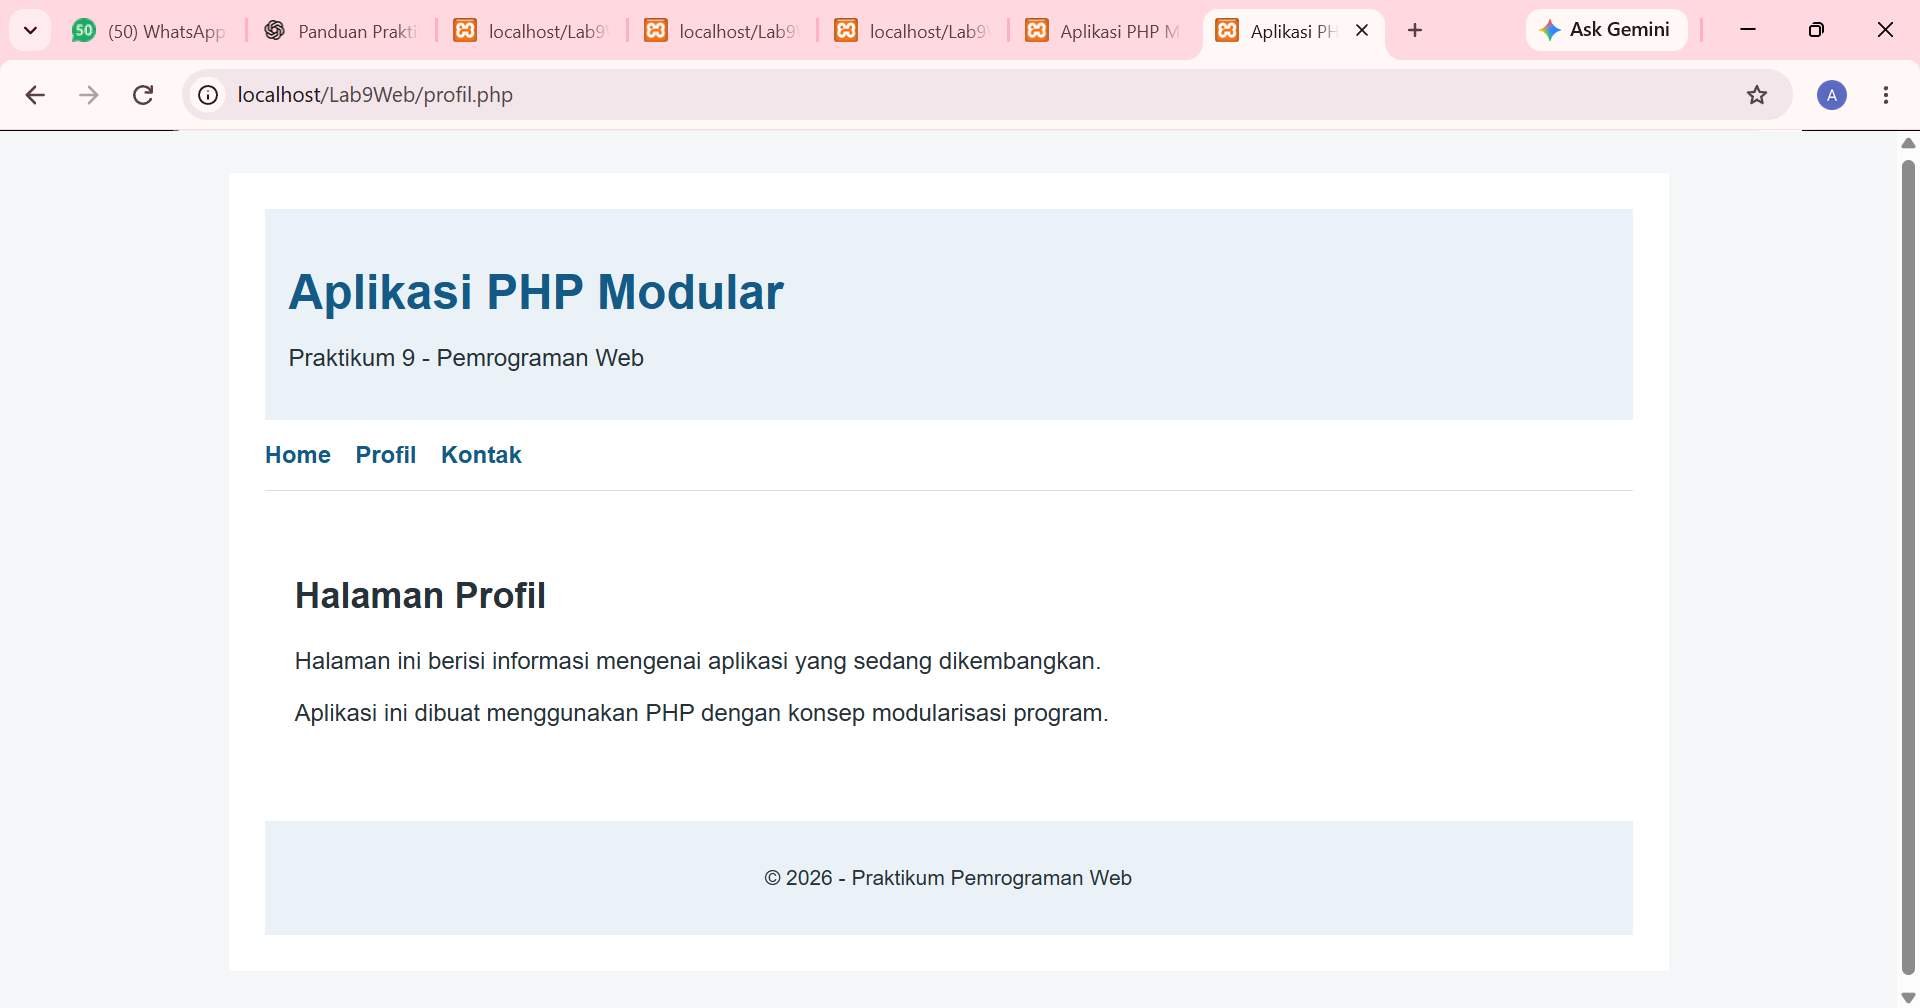 50 (50) WhatsApp Panduan Prakti localhost/Lab9 localhost/Lab9 localhost/Lab9 Aplikasi PHP M Aplikasi PH Ask Gemini
localhost/Lab9Web/profil.php A
Aplikasi PHP Modular
Praktikum 9 - Pemrograman Web
Home Profil Kontak
Halaman Profil
Halaman ini berisi informasi mengenai aplikasi yang sedang dikembangkan.
Aplikasi ini dibuat menggunakan PHP dengan konsep modularisasi program.
© 2026 - Praktikum Pemrograman Web